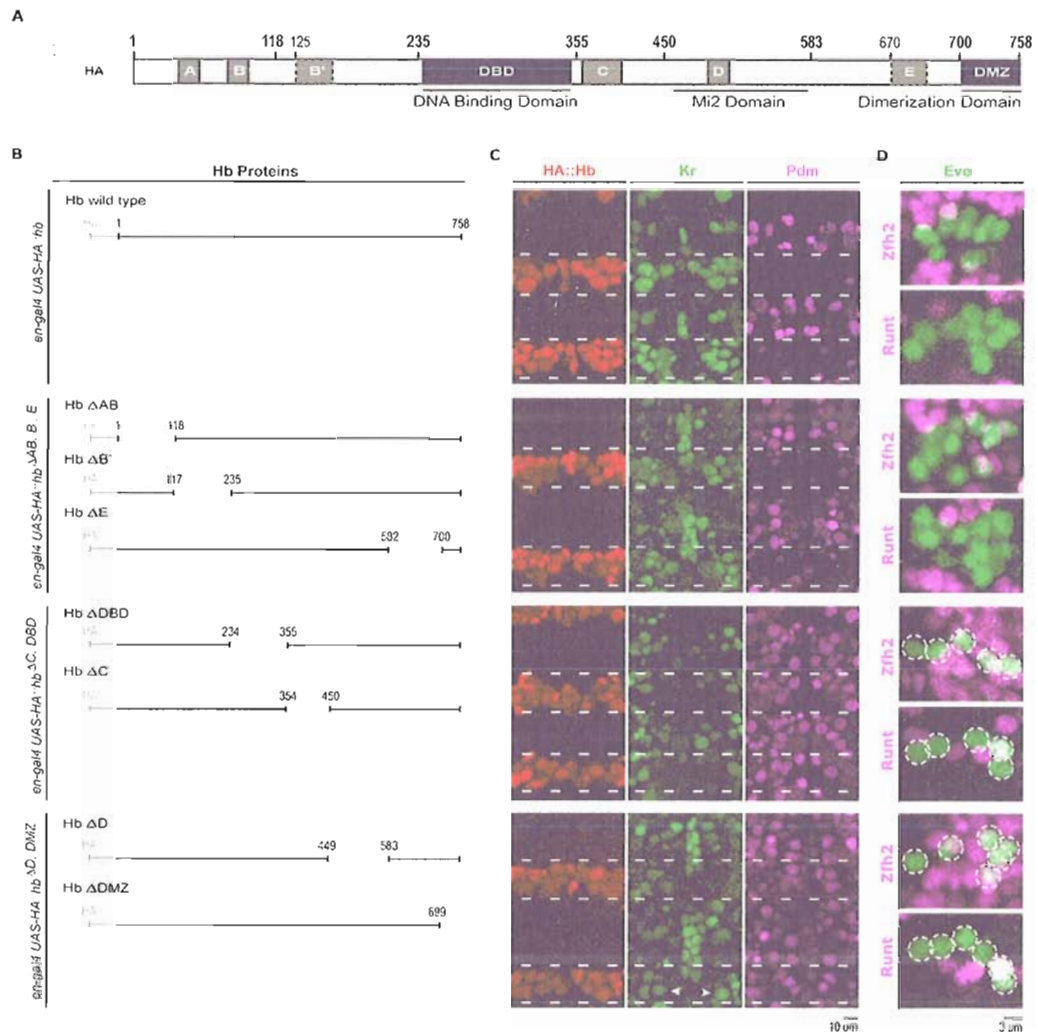 A
1 118 125 235 355 450 583 670 700 758
HA A B B' DBD C D E DMZ
DNA Binding Domain Mi2 Domain Dimerization Domain
B
Hb Proteins
en-gal4 UAS-HA::hb
Hb wild type
1 758
Hb ΔAB
1 118
Hb ΔB'
117 235
Hb ΔE
592 700
Hb ΔDBD
234 355
Hb ΔC
354 450
Hb ΔD
449 583
Hb ΔDMZ
699
C
HA::Hb Kr Pdm
10 µm
D
Eve
Zfh2
Runt
Zfh2
Runt
Zfh2
Runt
Zfh2
Runt
3 µm